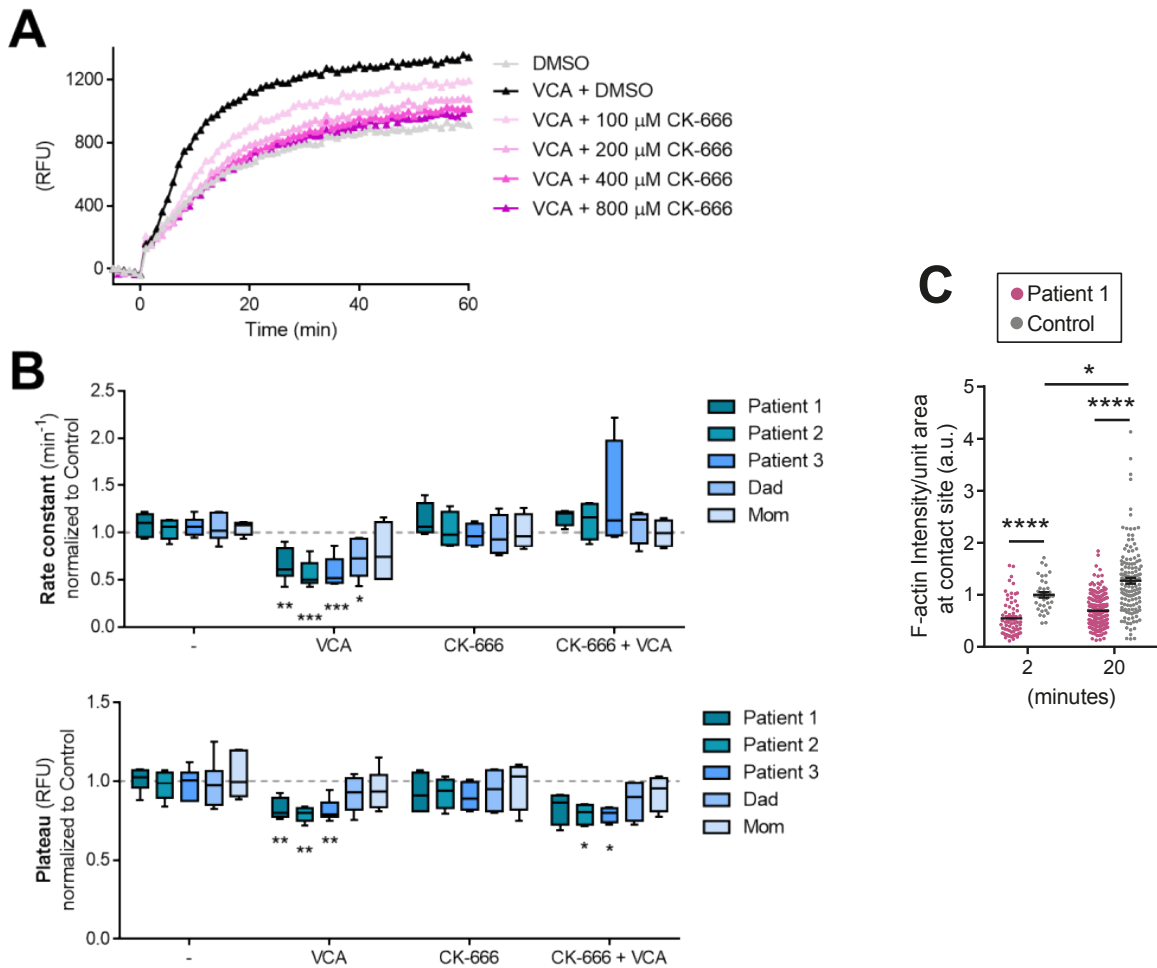 A
1200
800
400
0
(RFU)
0
20
40
60
Time (min)
DMSO
VCA + DMSO
VCA + 100 μM CK-666
VCA + 200 μM CK-666
VCA + 400 μM CK-666
VCA + 800 μM CK-666
B
2.5
2.0
1.5
1.0
0.5
0.0
Rate constant (min⁻¹)
normalized to Control
** *** *** *
-
VCA
CK-666
CK-666 + VCA
Patient 1
Patient 2
Patient 3
Dad
Mom
1.5
1.0
0.5
0.0
Plateau (RFU)
normalized to Control
** ** **
* *
-
VCA
CK-666
CK-666 + VCA
Patient 1
Patient 2
Patient 3
Dad
Mom
C
Patient 1
Control
*
****
****
5
4
3
2
1
0
F-actin Intensity/unit area
at contact site (a.u.)
2
20
(minutes)